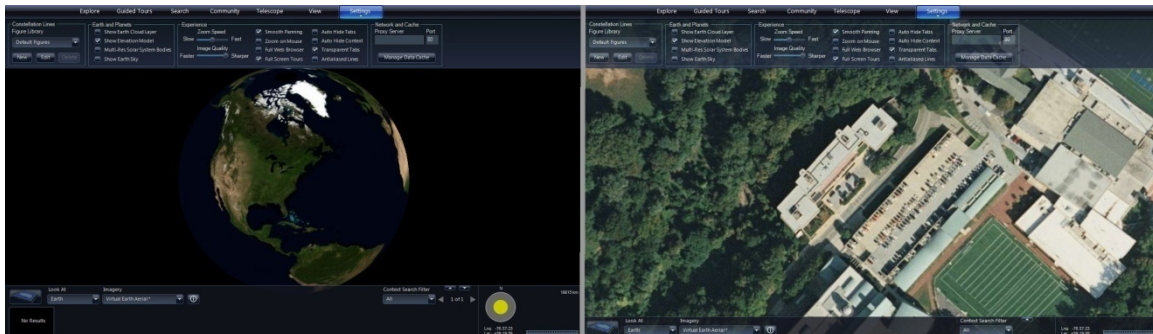 Explore Guided Tours Search Community Telescope View Settings
Constellation Lines Earth and Planets Experience Network and Cache
Figure Library Show Earth Cloud Layer Zoom Speed Smooth Panning Auto Hide Tabs Proxy Server Port
Default Figures Show Elevation Model Slow Fast Zoom on Mouse Auto Hide Context 80
Multi-Res Solar System Bodies Image Quality Full Web Browser Transparent Tabs
New Edit Delete Show Earth Sky Faster Sharper Full Screen Tours Antialiased Lines Manage Data Cache
Look At Imagery Context Search Filter
Earth Virtual Earth Aerial* All 1 of 1
No Results
Explore Guided Tours Search Community Telescope View Settings
Constellation Lines Earth and Planets Experience Network and Cache
Figure Library Show Earth Cloud Layer Zoom Speed Smooth Panning Auto Hide Tabs Proxy Server Port
Default Figures Show Elevation Model Slow Fast Zoom on Mouse Auto Hide Context 80
Multi-Res Solar System Bodies Image Quality Full Web Browser Transparent Tabs
New Edit Delete Show Earth Sky Faster Sharper Full Screen Tours Antialiased Lines Manage Data Cache
Look At Imagery Context Search Filter
Earth Virtual Earth Aerial* All